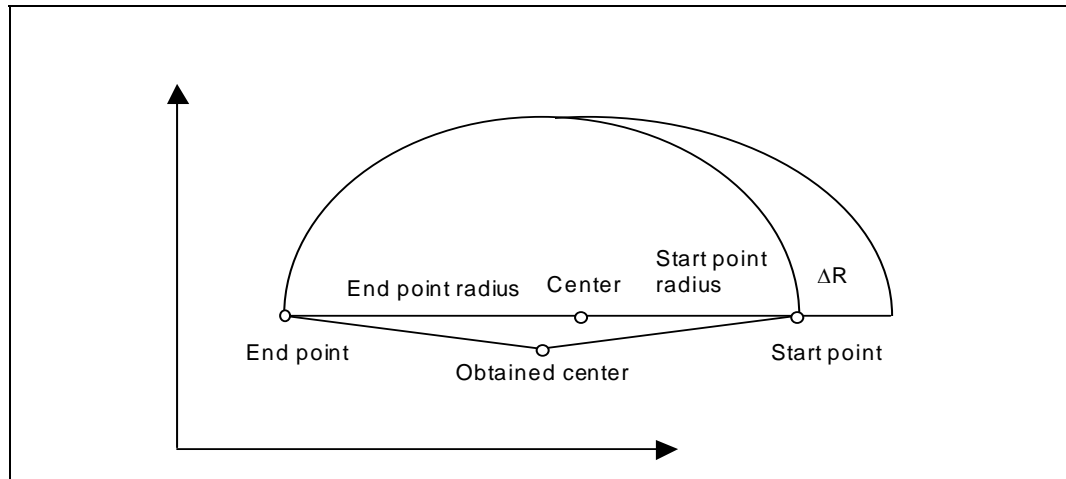 Start point
radius
ΔR
End point radius
Center
End point
Start point
Obtained center